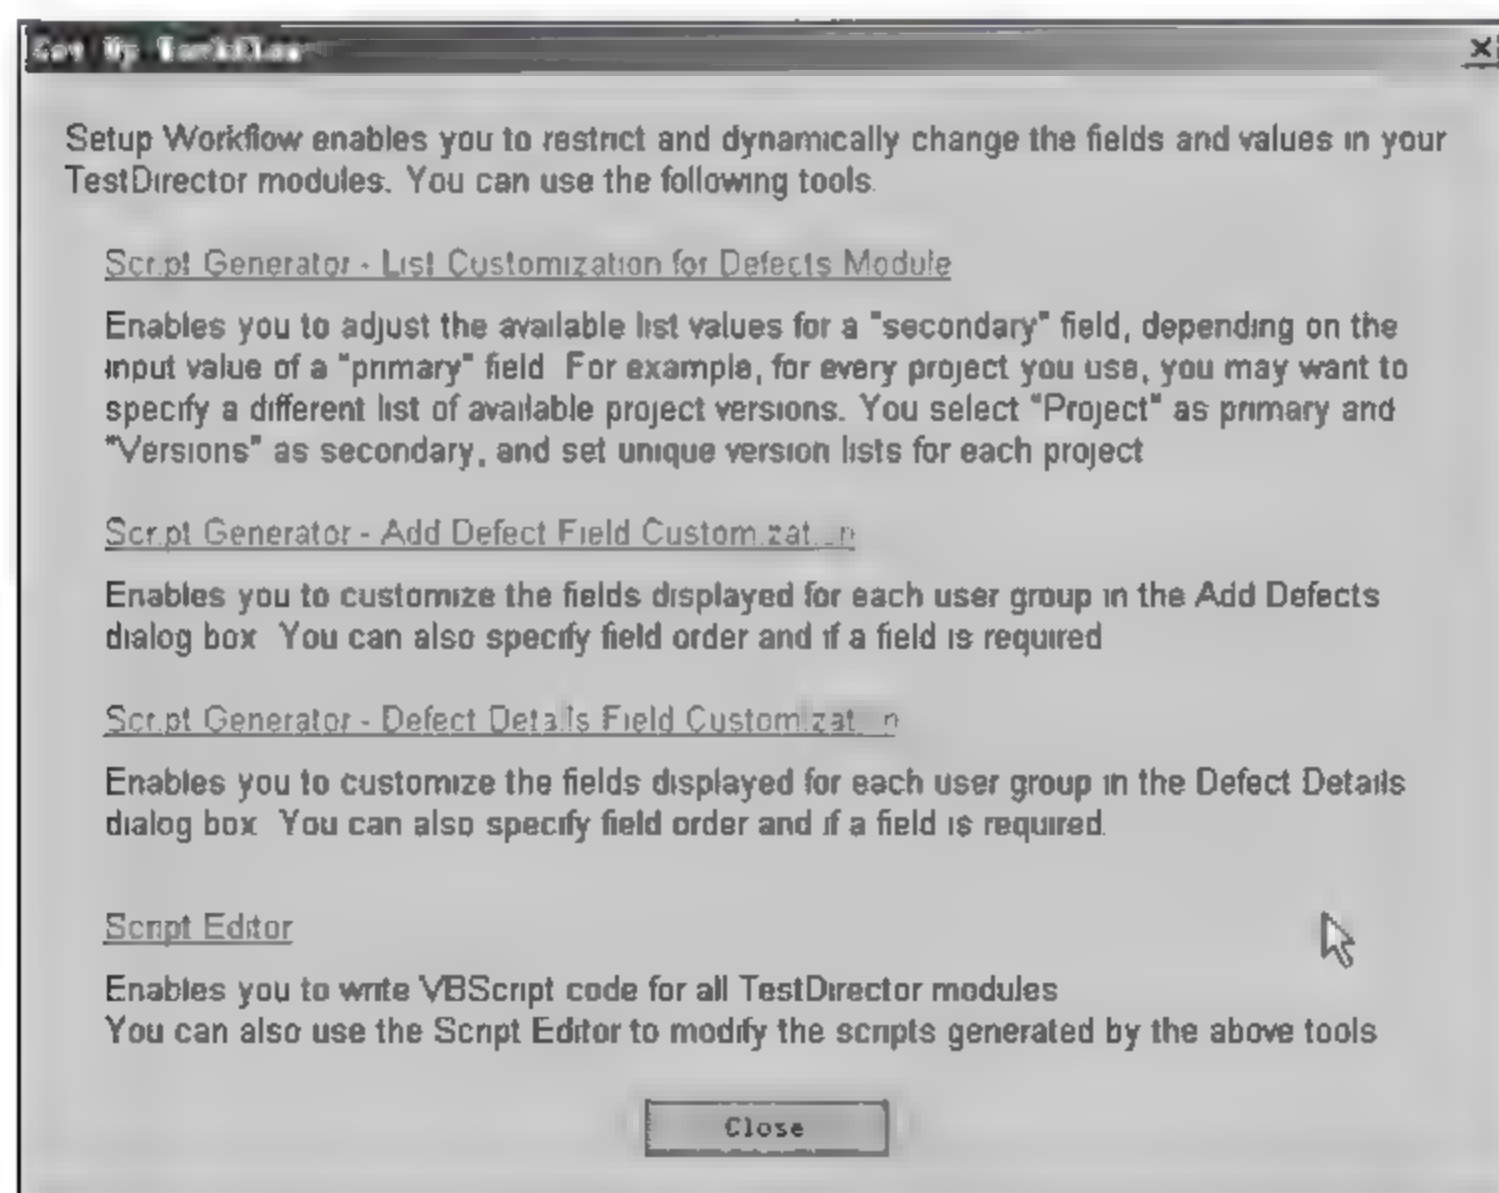 Set Up Workflow
Setup Workflow enables you to restrict and dynamically change the fields and values in your
TestDirector modules. You can use the following tools.
Script Generator - List Customization for Defects Module
Enables you to adjust the available list values for a "secondary" field, depending on the
input value of a "primary" field For example, for every project you use, you may want to
specify a different list of available project versions. You select "Project" as primary and
"Versions" as secondary, and set unique version lists for each project
Script Generator - Add Defect Field Customization
Enables you to customize the fields displayed for each user group in the Add Defects
dialog box You can also specify field order and if a field is required
Script Generator - Defect Details Field Customization
Enables you to customize the fields displayed for each user group in the Defect Details
dialog box You can also specify field order and if a field is required.
Script Editor
Enables you to write VBScript code for all TestDirector modules
You can also use the Script Editor to modify the scripts generated by the above tools
Close